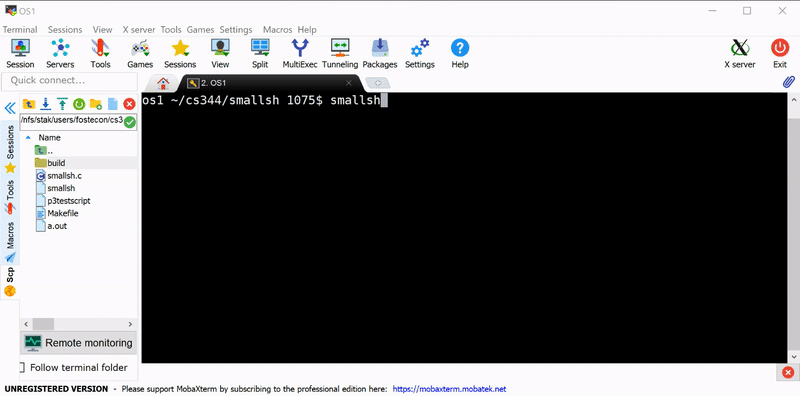 OS1
Terminal Sessions View X server Tools Games Settings Macros Help
Session Servers Tools Games Sessions View Split MultiExec Tunneling Packages Settings Help X server Exit
Quick connect...
2. OS1
/nfs/stak/users/fostecon/cs3
Name
..
build
smallsh.c
smallsh
p3testscript
Makefile
a.out
Sessions
Tools
Macros
Scp
os1 ~/cs344/smallsh 1075$ smallsh
Remote monitoring
Follow terminal folder
UNREGISTERED VERSION - Please support MobaXterm by subscribing to the professional edition here: https://mobaxterm.mobatek.net